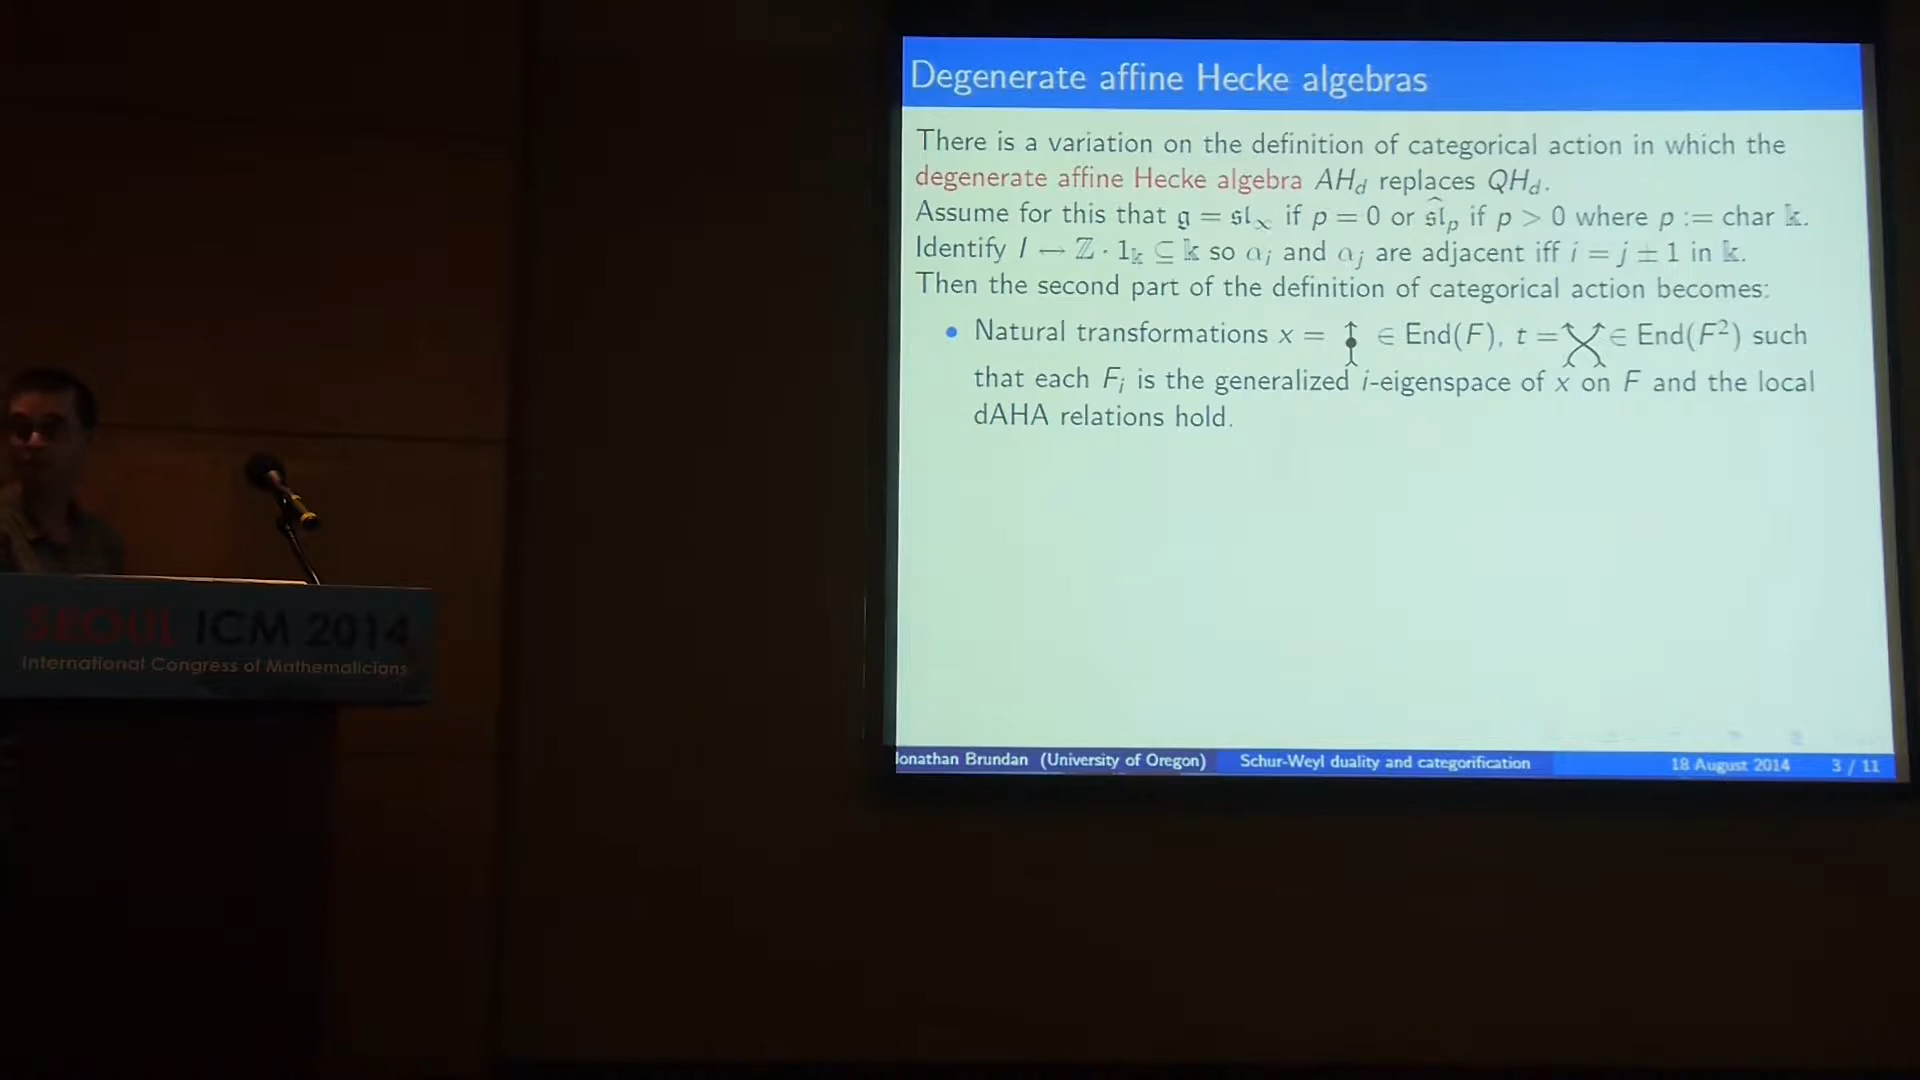 Degenerate affine Hecke algebras
There is a variation on the definition of categorical action in which the
degenerate affine Hecke algebra AH_d replaces QH_d.
Assume for this that 𝔤 = 𝔰𝔩_∞ if p = 0 or \widehat{𝔰𝔩}_p if p > 0 where p := char 𝕜.
Identify I ↔ ℤ · 1_𝕜 ⊆ 𝕜 so α_i and α_j are adjacent iff i = j ± 1 in 𝕜.
Then the second part of the definition of categorical action becomes:
• Natural transformations x = ∈ End(F), t = ∈ End(F²) such
that each F_i is the generalized i-eigenspace of x on F and the local
dAHA relations hold.
Jonathan Brundan (University of Oregon) Schur-Weyl duality and categorification 18 August 2014 3 / 11
SEOUL ICM 2014
International Congress of Mathematicians